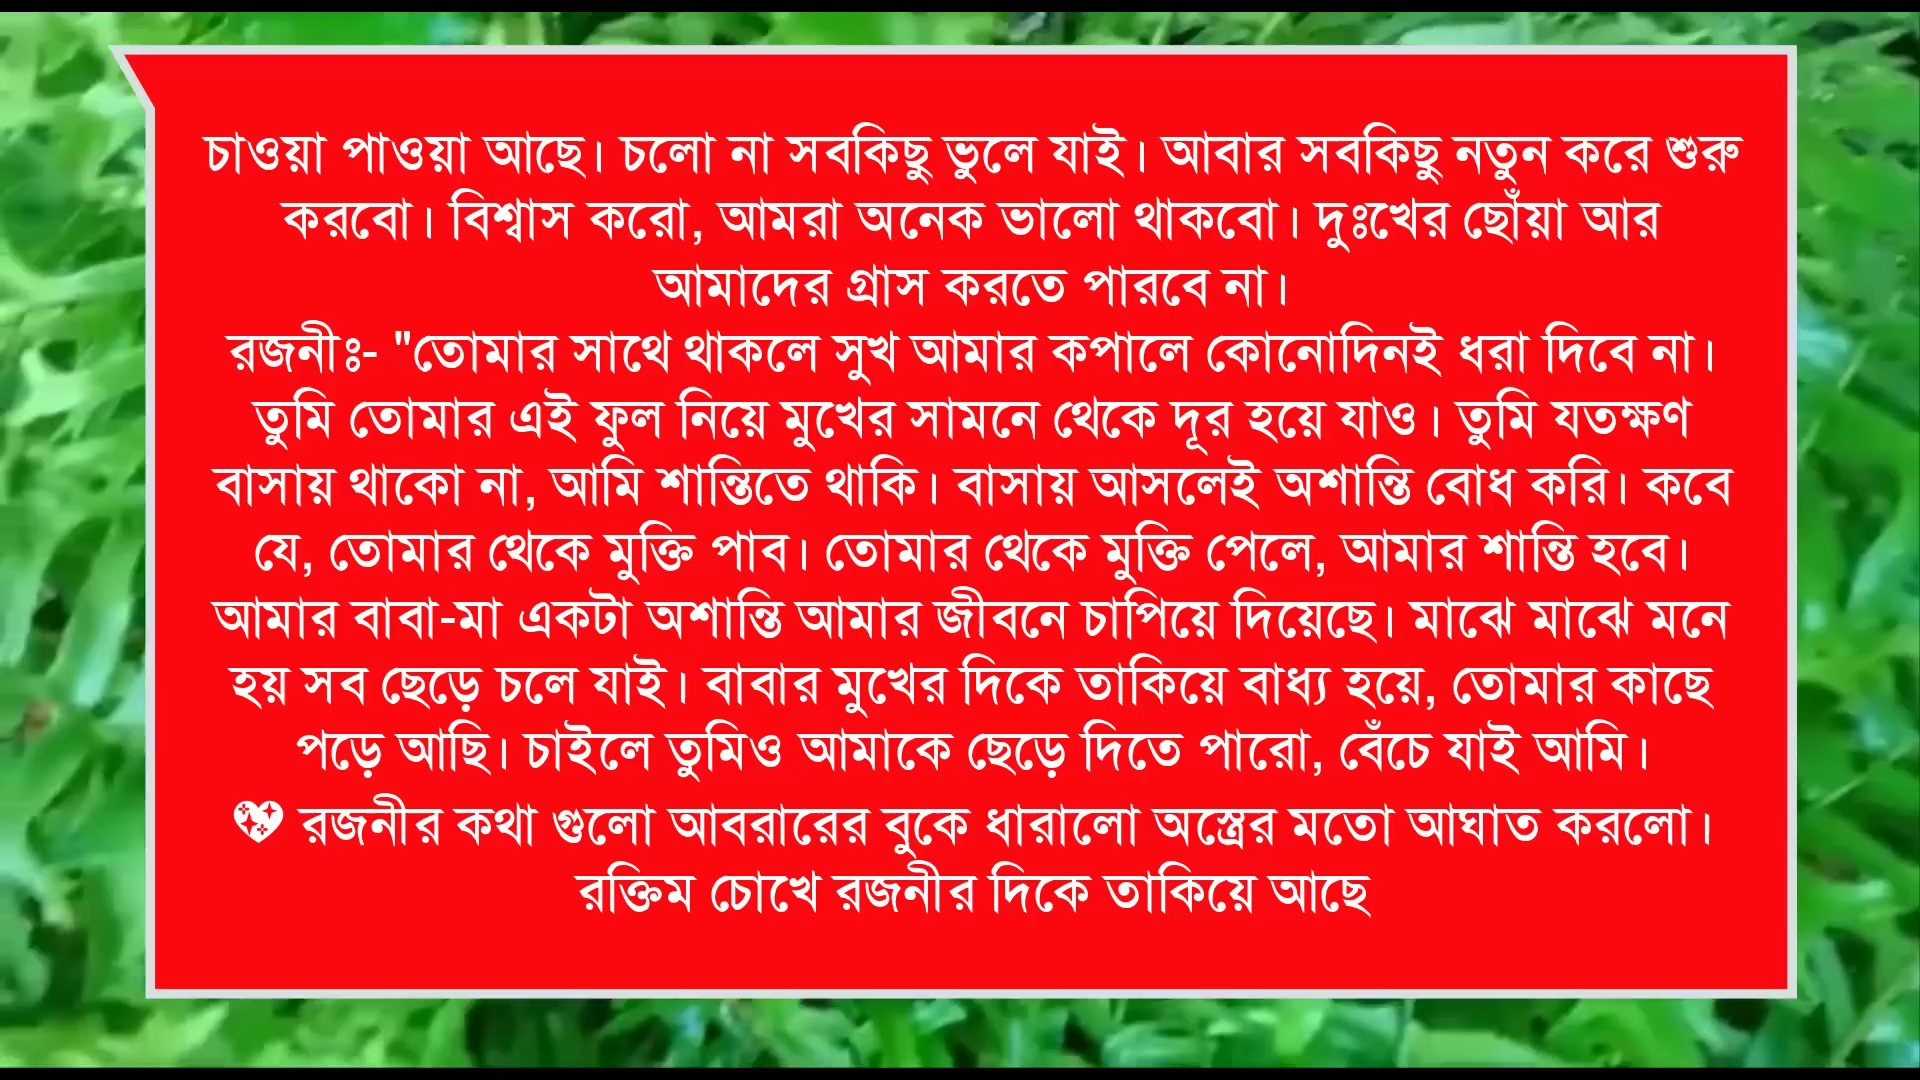 চাওয়া পাওয়া আছে। চলো না সবকিছু ভুলে যাই। আবার সবকিছু নতুন করে শুরু
করবো। বিশ্বাস করো, আমরা অনেক ভালো থাকবো। দুঃখের ছোঁয়া আর
আমাদের গ্রাস করতে পারবে না।
রজনীঃ- "তোমার সাথে থাকলে সুখ আমার কপালে কোনোদিনই ধরা দিবে না।
তুমি তোমার এই ফুল নিয়ে মুখের সামনে থেকে দূর হয়ে যাও। তুমি যতক্ষণ
বাসায় থাকো না, আমি শান্তিতে থাকি। বাসায় আসলেই অশান্তি বোধ করি। কবে
যে, তোমার থেকে মুক্তি পাব। তোমার থেকে মুক্তি পেলে, আমার শান্তি হবে।
আমার বাবা-মা একটা অশান্তি আমার জীবনে চাপিয়ে দিয়েছে। মাঝে মাঝে মনে
হয় সব ছেড়ে চলে যাই। বাবার মুখের দিকে তাকিয়ে বাধ্য হয়ে, তোমার কাছে
পড়ে আছি। চাইলে তুমিও আমাকে ছেড়ে দিতে পারো, বেঁচে যাই আমি।
💖 রজনীর কথা গুলো আবরারের বুকে ধারালো অস্ত্রের মতো আঘাত করলো।
রক্তিম চোখে রজনীর দিকে তাকিয়ে আছে